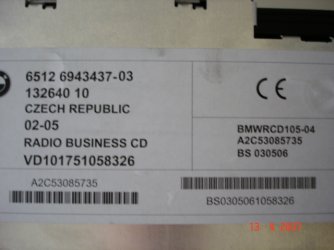 6512 6943437-03
132640 10
CZECH REPUBLIC
02-05
RADIO BUSINESS CD
VD101751058326
A2C53085735
CE
BMWRCD105-04
A2C53085735
BS 030506
BS0305061058326